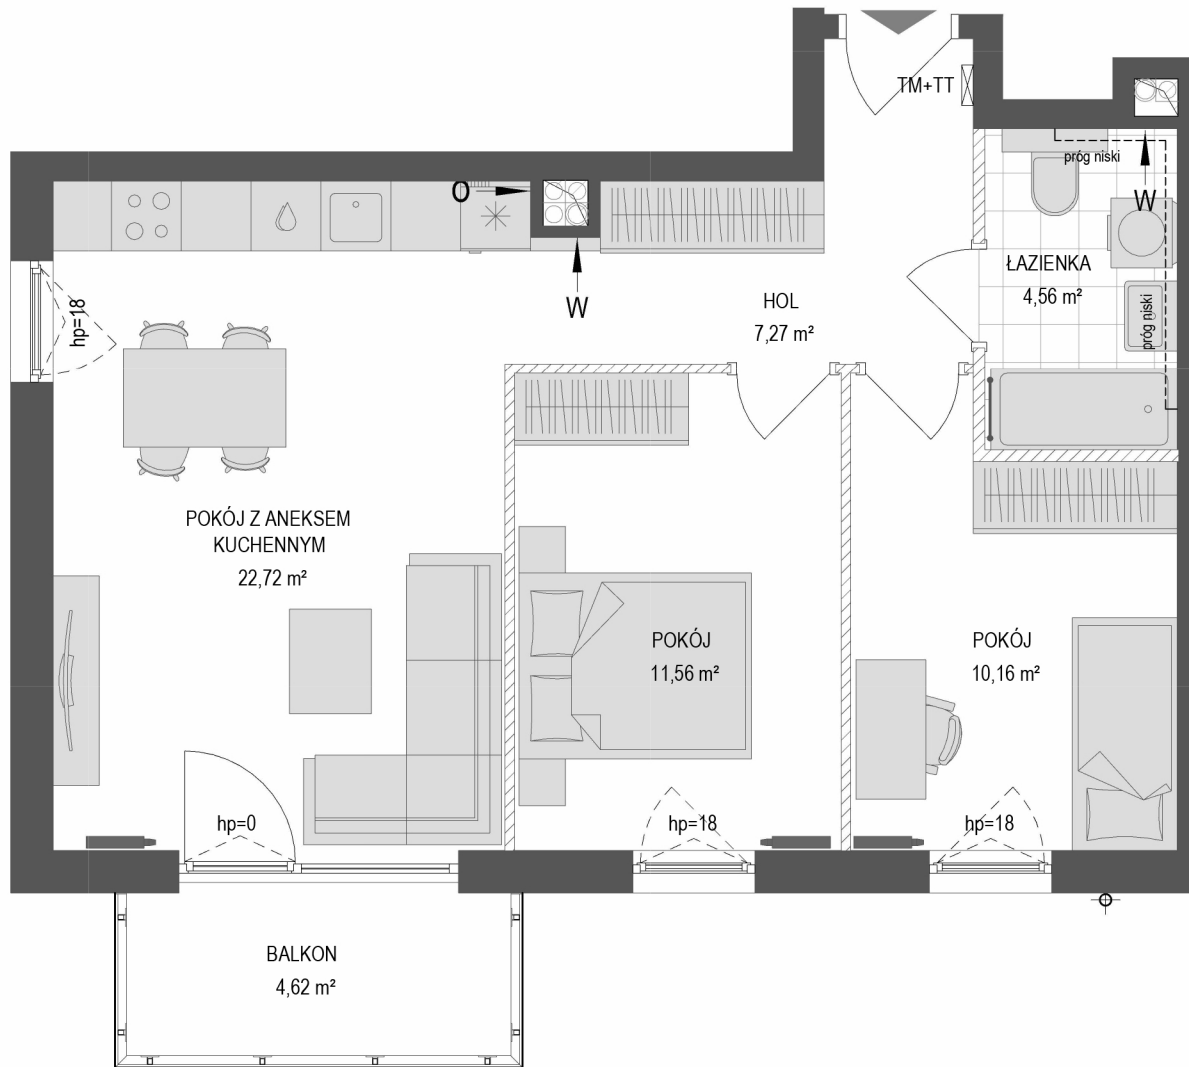 TM+TT
próg niski
O
W
W
ŁAZIENKA
4,56 m²
próg niski
hp=18
HOL
7,27 m²
POKÓJ Z ANEKSEM
KUCHENNYM
22,72 m²
POKÓJ
11,56 m²
POKÓJ
10,16 m²
hp=0
hp=18
hp=18
BALKON
4,62 m²